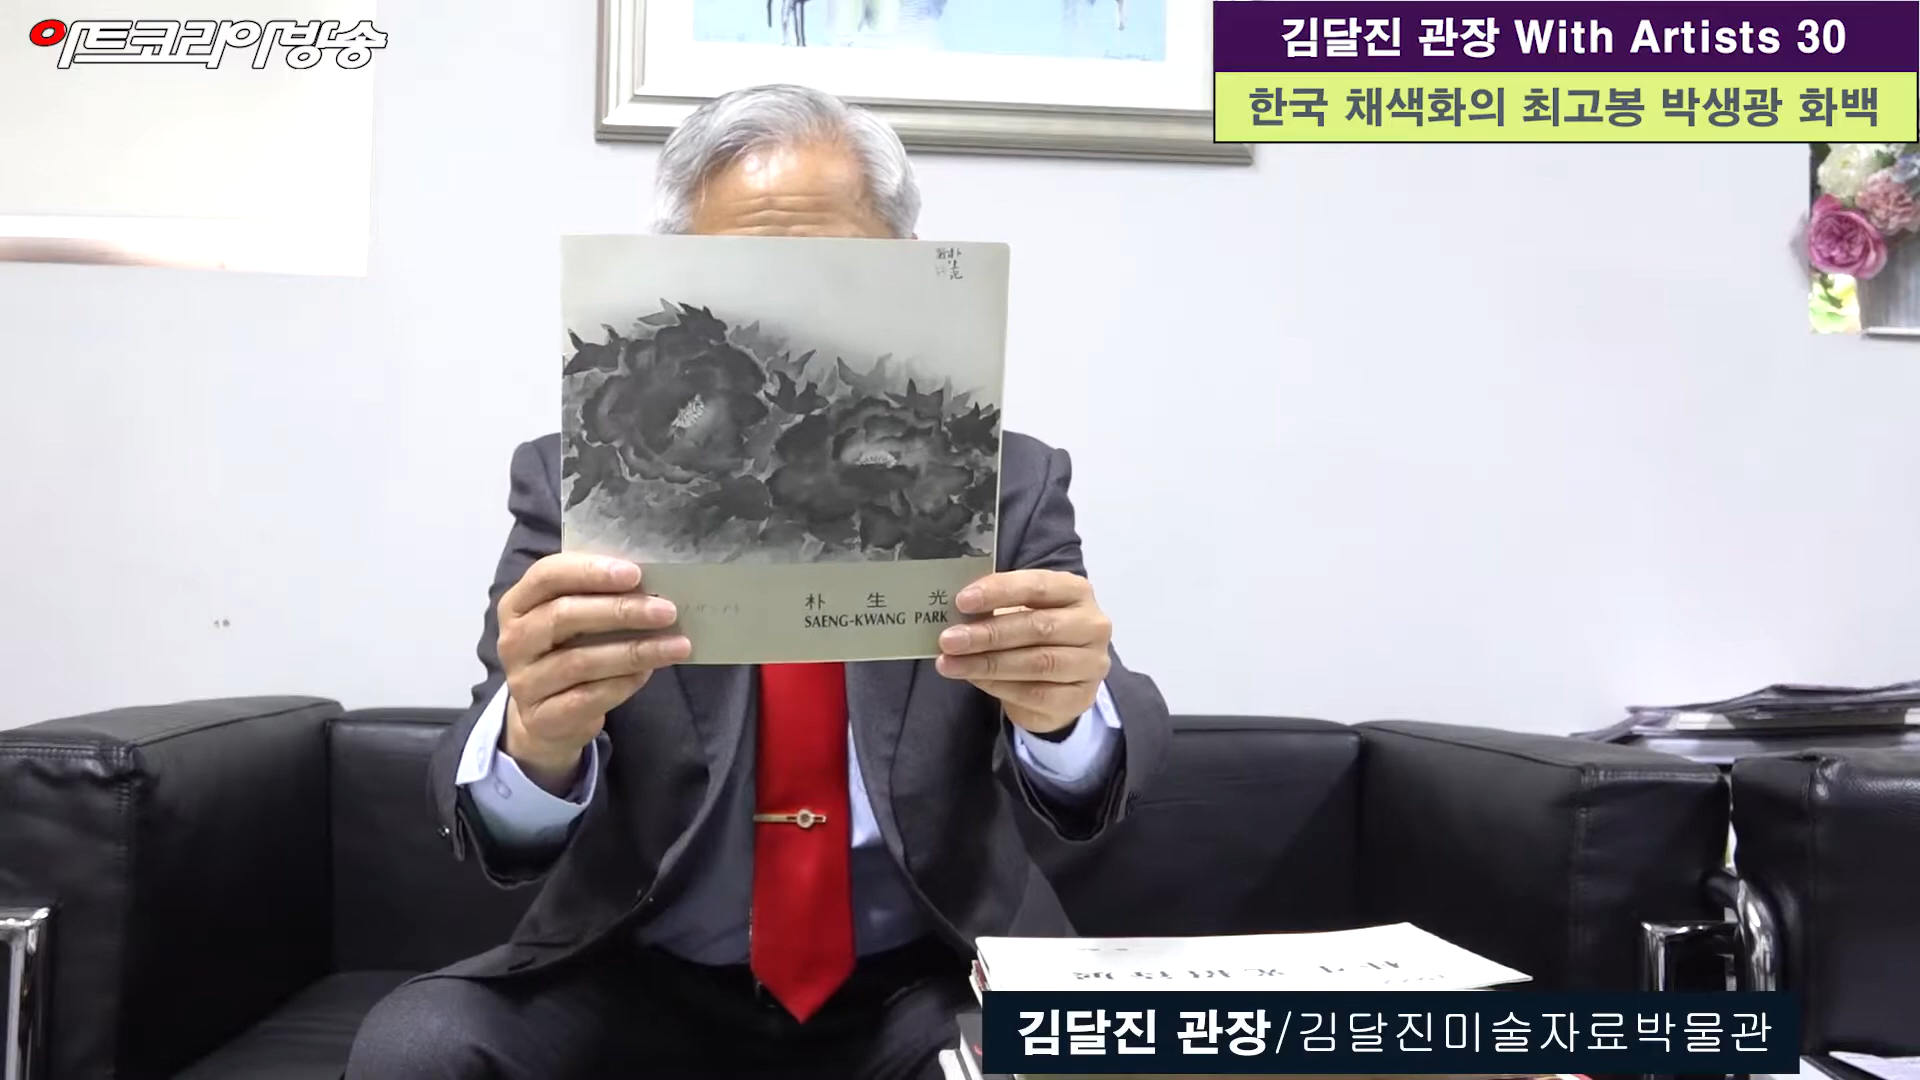 아트코리아방송
김달진 관장 With Artists 30
한국 채색화의 최고봉 박생광 화백
朴 生 光
SAENG-KWANG PARK
김달진 관장/김달진미술자료박물관